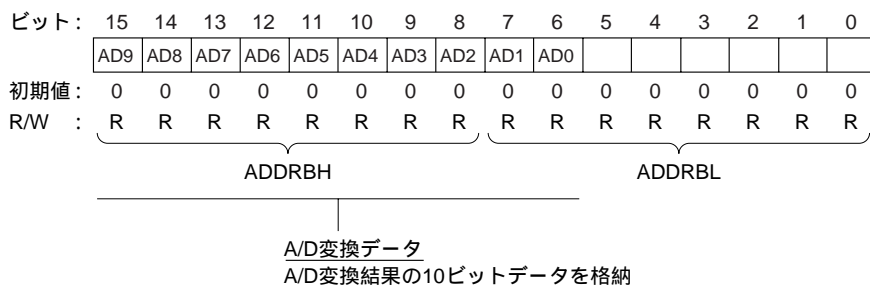 ビット: 15 14 13 12 11 10 9 8 7 6 5 4 3 2 1 0
AD9 AD8 AD7 AD6 AD5 AD4 AD3 AD2 AD1 AD0
初期値: 0 0 0 0 0 0 0 0 0 0 0 0 0 0 0 0
R/W : R R R R R R R R R R R R R R R R
ADDRBH ADDRBL
A/D変換データ
A/D変換結果の10ビットデータを格納